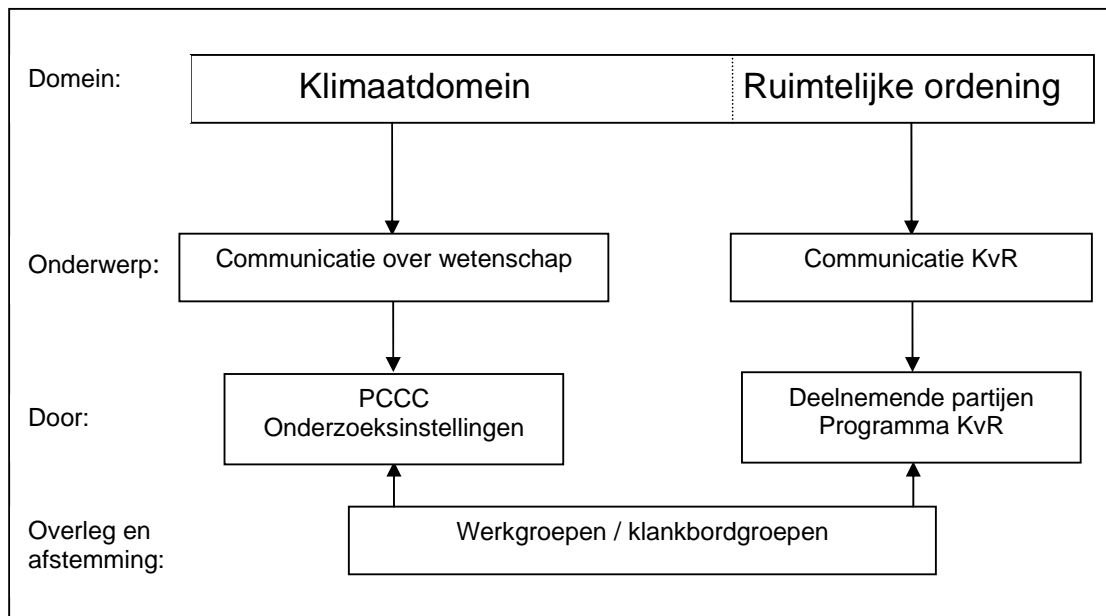 Domein:
Klimaatdomein
Ruimtelijke ordening
Onderwerp:
Communicatie over wetenschap
Communicatie KvR
Door:
PCCC
Onderzoeksinstellingen
Deelnemende partijen
Programma KvR
Overleg en
afstemming:
Werkgroepen / klankbordgroepen